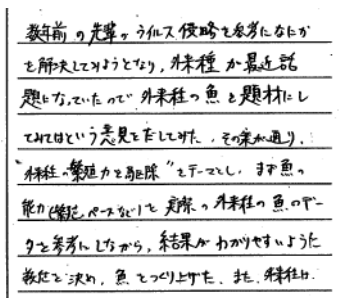 数年前の先輩のウイルス侵略を参考になにか
を解決してみようとなり、外来種が最近話
題になっていたので外来種の魚を題材にし
てみてはという意見をだしてみた。その案が通り、
"外来種の繁殖力と駆除"をテーマとし、まず魚の
能力(繁殖ペースなど)を実際の外来種の魚のデー
タを参考にしながら、結果がわかりやすいように
数値を決め、魚をつくり上げた。また、外来種は